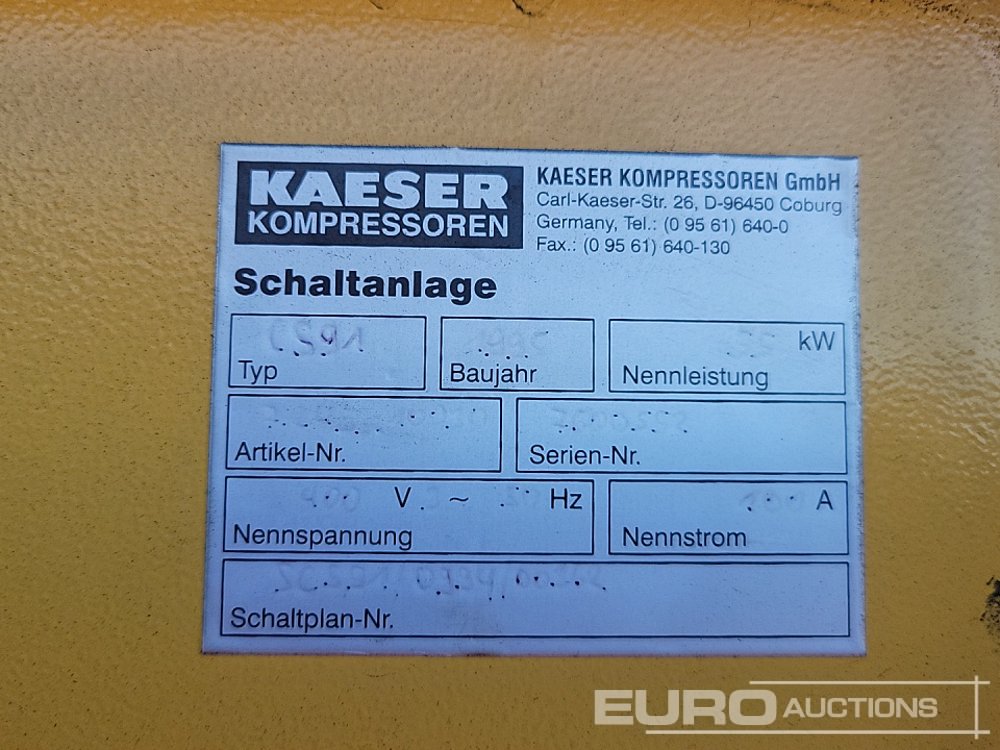 KAESER
KOMPRESSOREN
KAESER KOMPRESSOREN GmbH
Carl-Kaeser-Str. 26, D-96450 Coburg
Germany, Tel.: (0 95 61) 640-0
Fax.: (0 95 61) 640-130
Schaltanlage
Typ
Baujahr
kW
Nennleistung
Artikel-Nr.
Serien-Nr.
V ~ Hz
Nennspannung
A
Nennstrom
Schaltplan-Nr.
EURO AUCTIONS